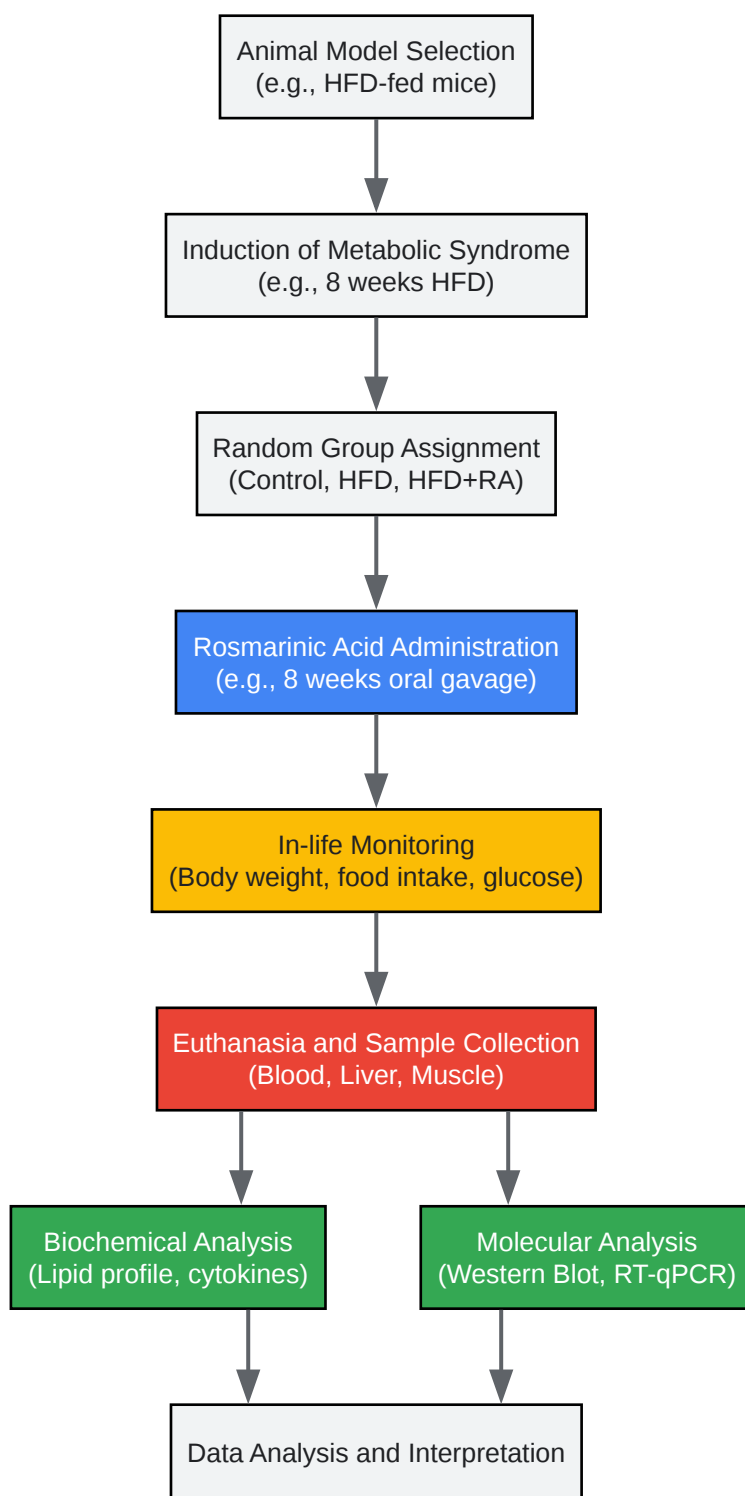 Animal Model Selection
(e.g., HFD-fed mice)
Induction of Metabolic Syndrome
(e.g., 8 weeks HFD)
Random Group Assignment
(Control, HFD, HFD+RA)
Rosmarinic Acid Administration
(e.g., 8 weeks oral gavage)
In-life Monitoring
(Body weight, food intake, glucose)
Euthanasia and Sample Collection
(Blood, Liver, Muscle)
Biochemical Analysis
(Lipid profile, cytokines)
Molecular Analysis
(Western Blot, RT-qPCR)
Data Analysis and Interpretation